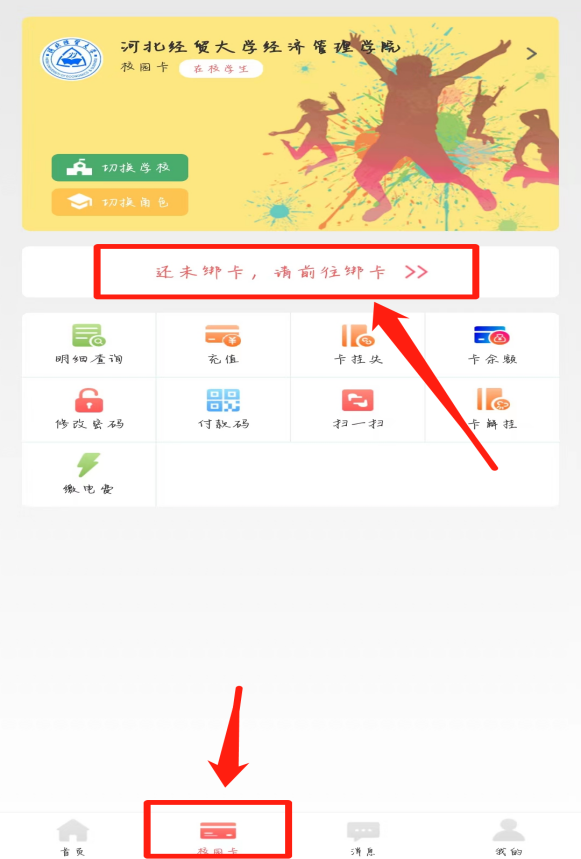 河北经贸大学经济管理学院
校园卡 在校学生
切换学校
切换角色
还未绑卡，请前往绑卡 >>
明细查询 充值 卡挂失 卡余额
修改密码 付款码 扫一扫 卡解挂
缴电费
首页 校园卡 消息 我的